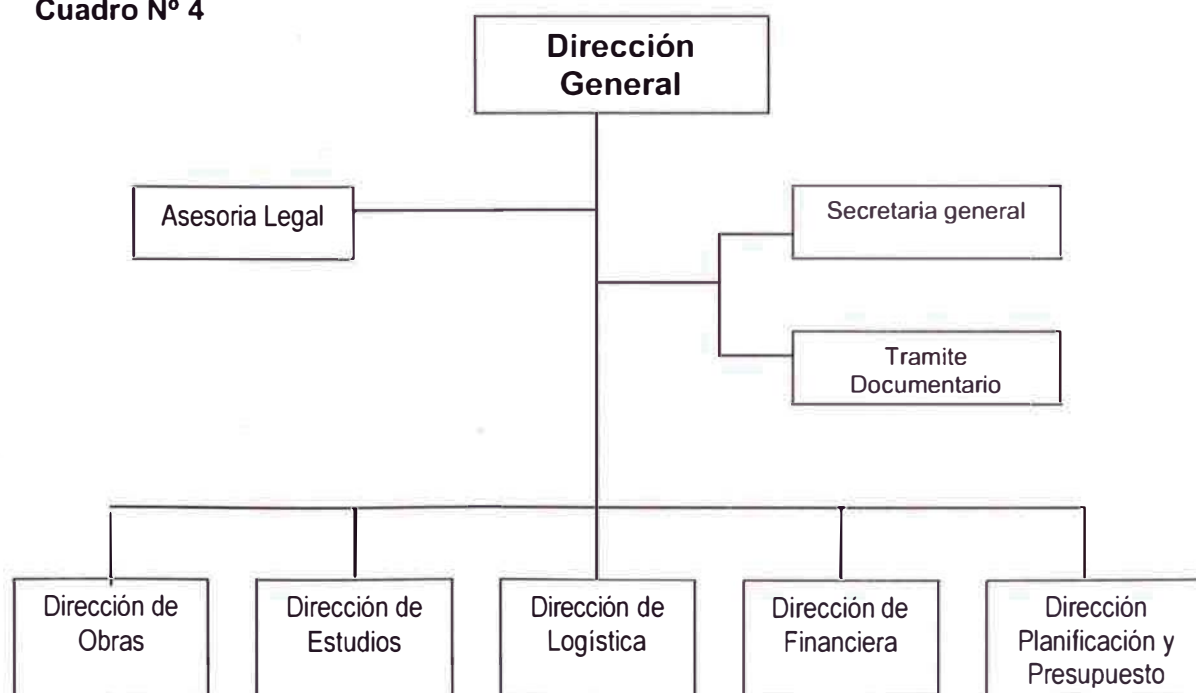 Cuadro Nº 4
Dirección
General
Asesoria Legal
Secretaria general
Tramite
Documentario
Dirección de
Obras
Dirección de
Estudios
Dirección de
Logística
Dirección de
Financiera
Dirección
Planificación y
Presupuesto